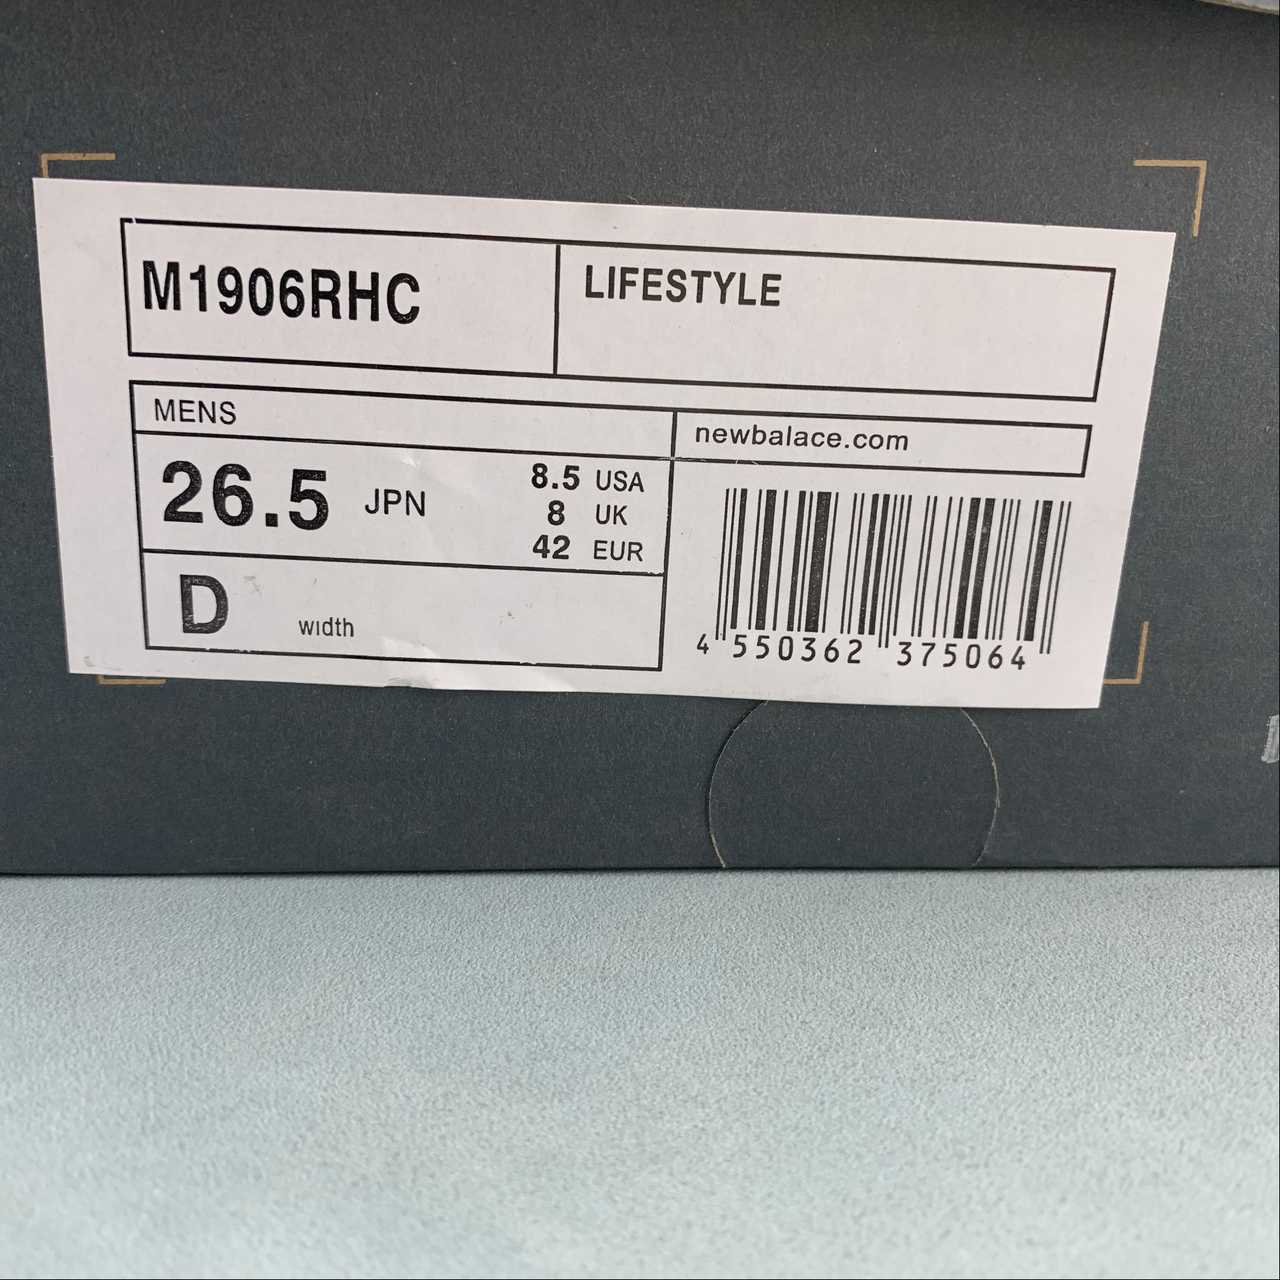 M1906RHC
LIFESTYLE
MENS
newbalace.com
26.5 JPN
8.5 USA
8 UK
42 EUR
D width
4 550362 375064